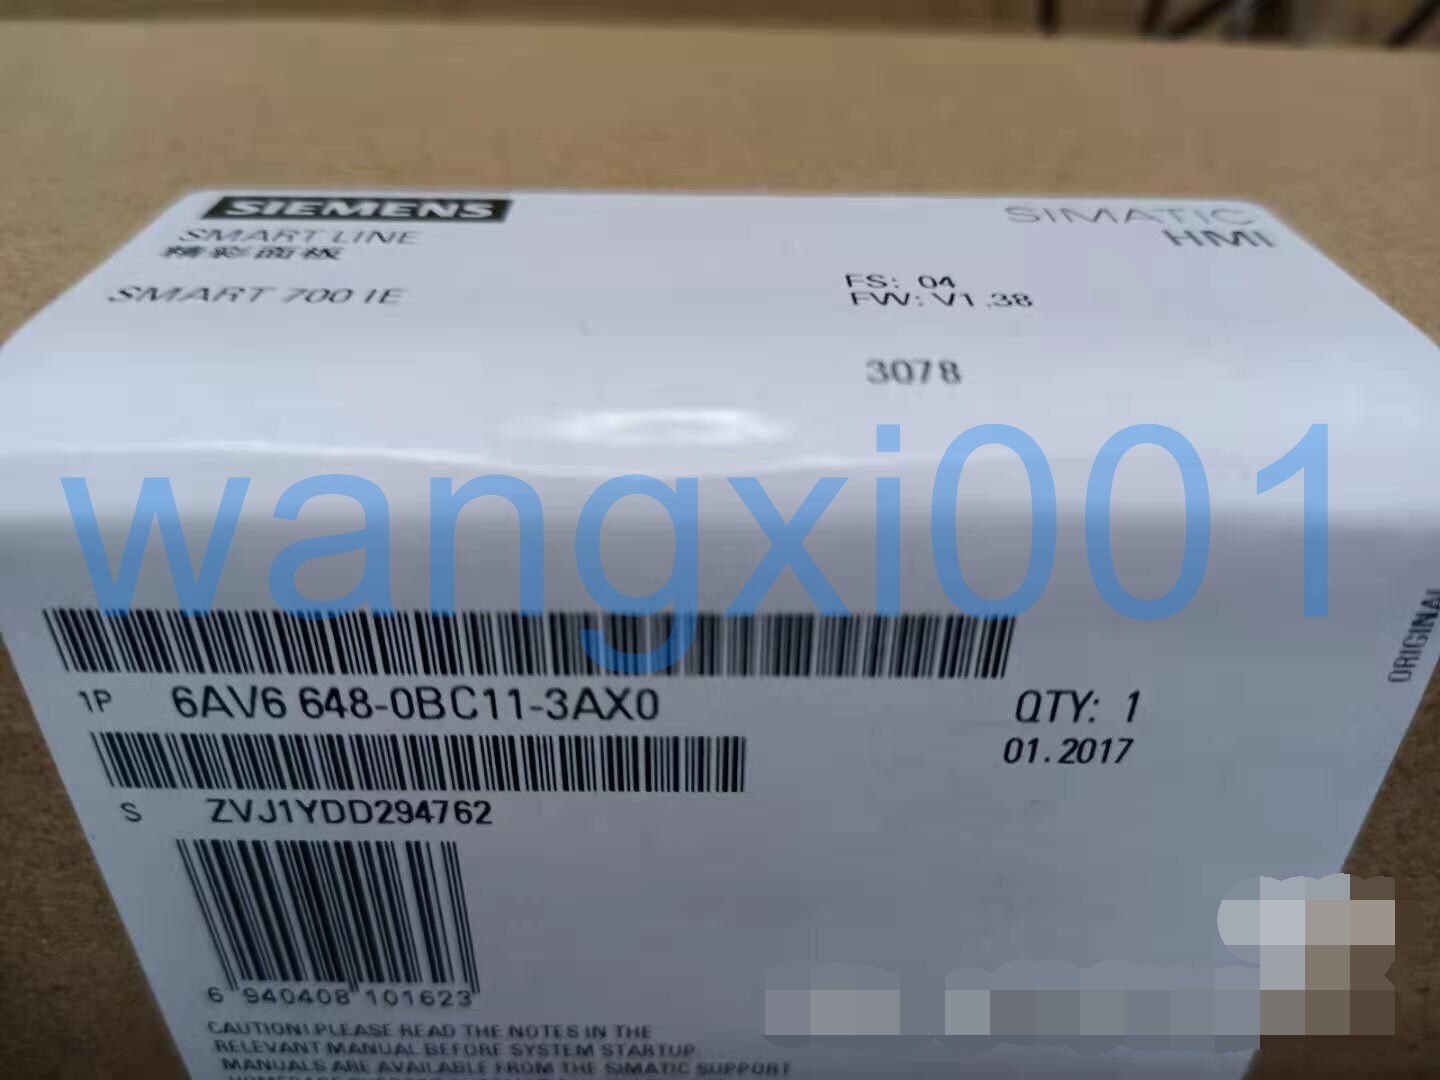 SIEMENS
SMART LINE
精彩面板
SMART 700 IE
SIMATIC
HMI
FS: 04
FW: V1.38
3078
wangxi001
ORIGINAL
1P 6AV6 648-0BC11-3AX0
QTY: 1
01.2017
S ZVJ1YDD294762
6 940408 101623
CAUTION! PLEASE READ THE NOTES IN THE
RELEVANT MANUAL BEFORE SYSTEM STARTUP.
MANUALS ARE AVAILABLE FROM THE SIMATIC SUPPORT